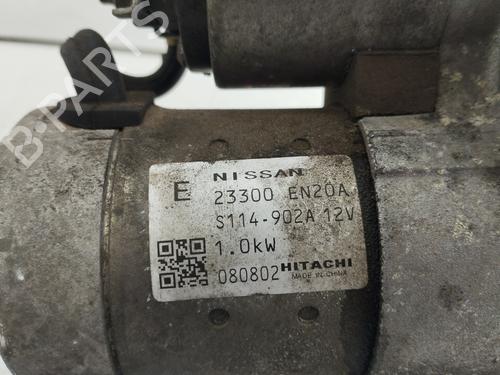 B-PARTS
E NISSAN
23300 EN20A
S114-902A 12V
1.0kW
080802 HITACHI
MADE IN CHINA